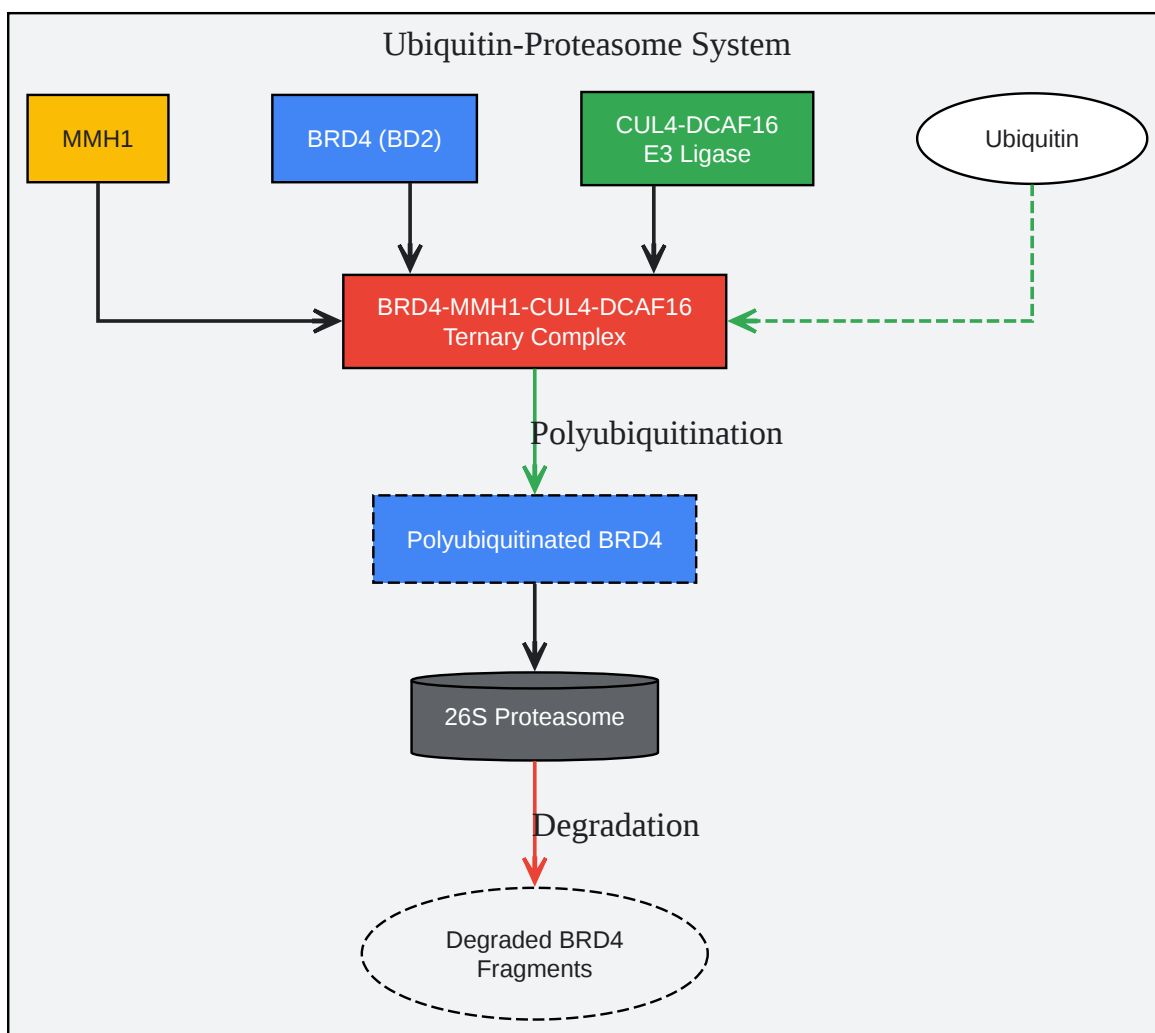 Ubiquitin-Proteasome System
MMH1
BRD4 (BD2)
CUL4-DCAF16
E3 Ligase
Ubiquitin
BRD4-MMH1-CUL4-DCAF16
Ternary Complex
Polyubiquitination
Polyubiquitinated BRD4
26S Proteasome
Degradation
Degraded BRD4
Fragments